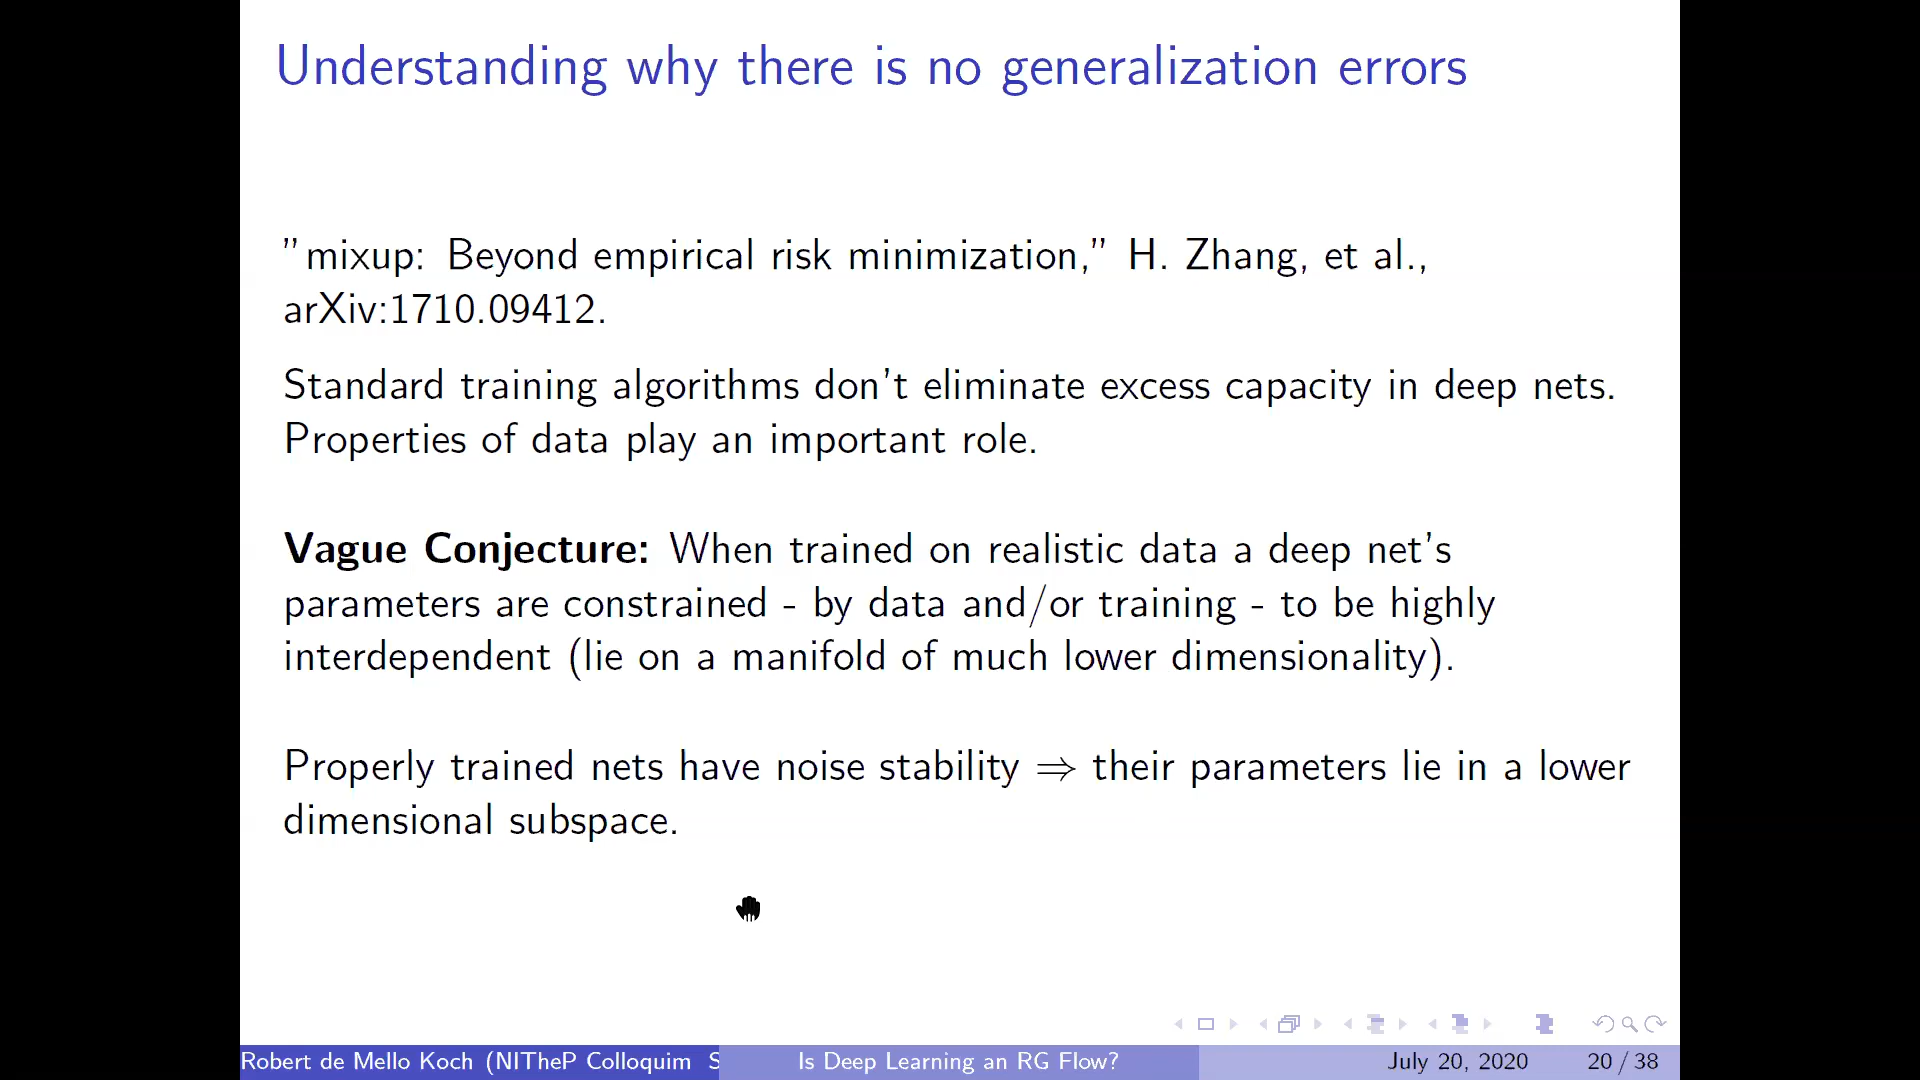 Understanding why there is no generalization errors
”mixup: Beyond empirical risk minimization,” H. Zhang, et al.,
arXiv:1710.09412.
Standard training algorithms don’t eliminate excess capacity in deep nets.
Properties of data play an important role.
Vague Conjecture: When trained on realistic data a deep net’s
parameters are constrained - by data and/or training - to be highly
interdependent (lie on a manifold of much lower dimensionality).
Properly trained nets have noise stability ⇒ their parameters lie in a lower
dimensional subspace.
Robert de Mello Koch (NITheP Colloquim S
Is Deep Learning an RG Flow?
July 20, 2020
20 / 38